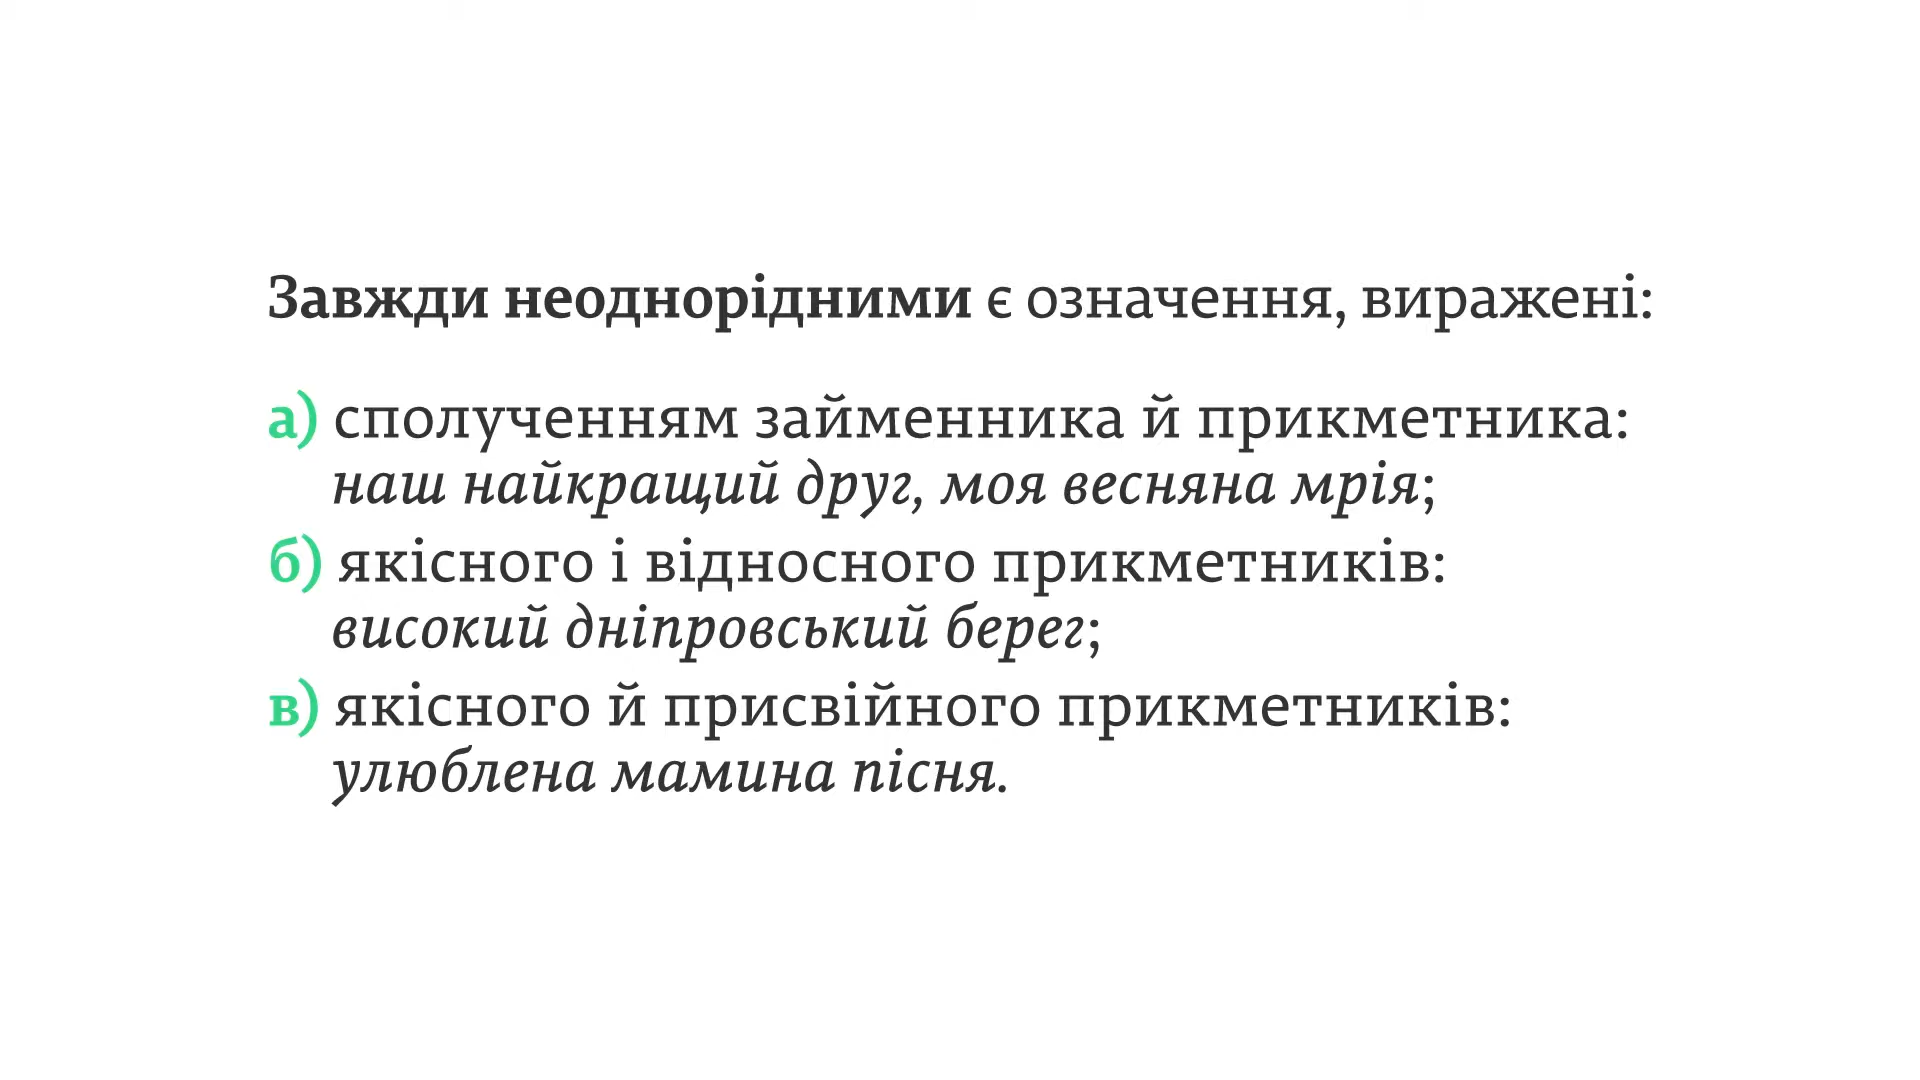 Завжди неоднорідними є означення, виражені:
а) сполученням займенника й прикметника:
наш найкращий друг, моя весняна мрія;
б) якісного і відносного прикметників:
високий дніпровський берег;
в) якісного й присвійного прикметників:
улюблена мамина пісня.